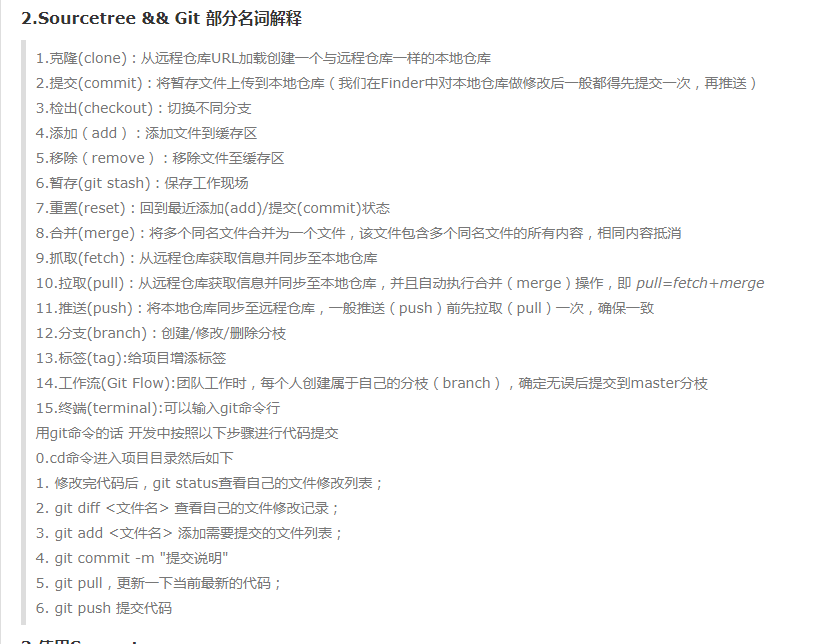 2.Sourcetree && Git 部分名词解释
1.克隆(clone)：从远程仓库URL加载创建一个与远程仓库一样的本地仓库
2.提交(commit)：将暂存文件上传到本地仓库（我们在Finder中对本地仓库做修改后一般都得先提交一次，再推送）
3.检出(checkout)：切换不同分支
4.添加（add）：添加文件到缓存区
5.移除（remove）：移除文件至缓存区
6.暂存(git stash)：保存工作现场
7.重置(reset)：回到最近添加(add)/提交(commit)状态
8.合并(merge)：将多个同名文件合并为一个文件，该文件包含多个同名文件的所有内容，相同内容抵消
9.抓取(fetch)：从远程仓库获取信息并同步至本地仓库
10.拉取(pull)：从远程仓库获取信息并同步至本地仓库，并且自动执行合并（merge）操作，即 pull=fetch+merge
11.推送(push)：将本地仓库同步至远程仓库，一般推送（push）前先拉取（pull）一次，确保一致
12.分支(branch)：创建/修改/删除分枝
13.标签(tag):给项目增添标签
14.工作流(Git Flow):团队工作时，每个人创建属于自己的分枝（branch），确定无误后提交到master分枝
15.终端(terminal):可以输入git命令行
用git命令的话 开发中按照以下步骤进行代码提交
0.cd命令进入项目目录然后如下
1. 修改完代码后，git status查看自己的文件修改列表；
2. git diff <文件名> 查看自己的文件修改记录；
3. git add <文件名> 添加需要提交的文件列表；
4. git commit -m "提交说明"
5. git pull，更新一下当前最新的代码；
6. git push 提交代码